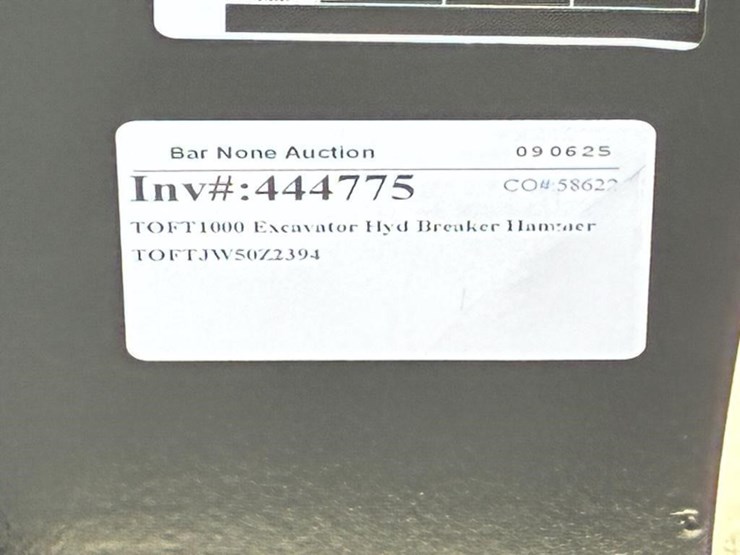 Bar None Auction 090625
Inv#:444775 CO#:58622
TOFT1000 Excavator Hyd Breaker Hammer
TOFTJW50Z2394